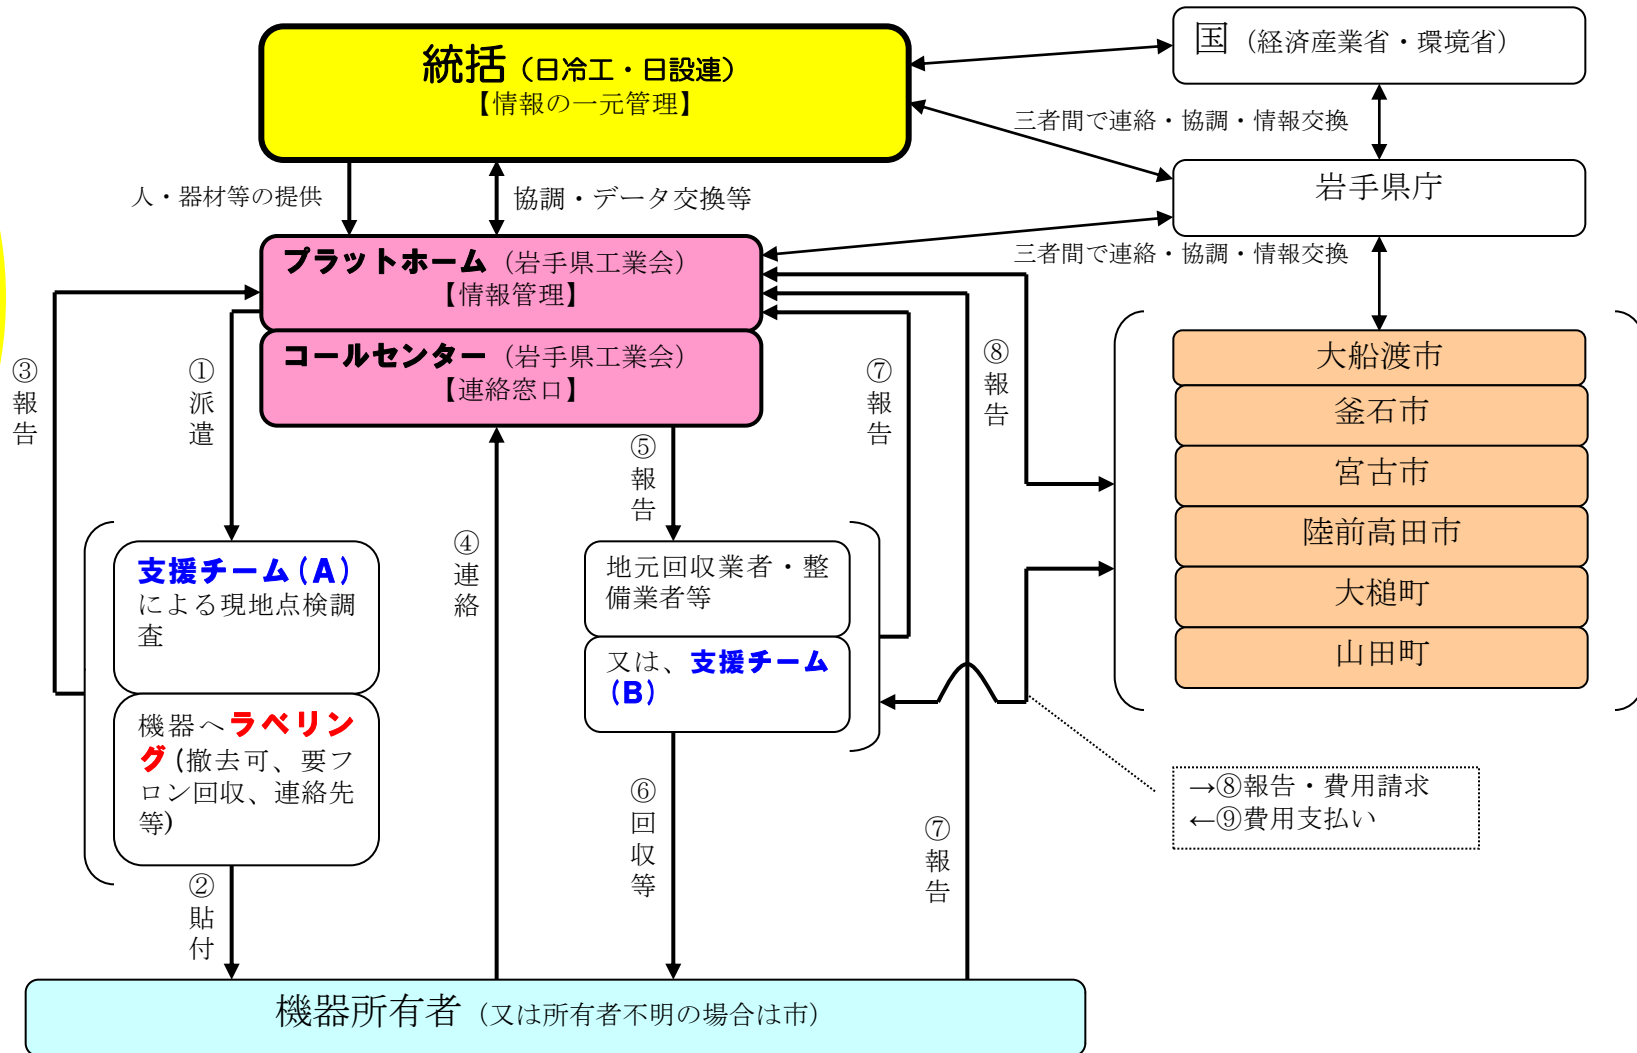 統括（日冷工・日設連）
【情報の一元管理】
国（経済産業省・環境省）
三者間で連絡・協調・情報交換
岩手県庁
人・器材等の提供
協調・データ交換等
三者間で連絡・協調・情報交換
プラットホーム（岩手県工業会）
【情報管理】
コールセンター（岩手県工業会）
【連絡窓口】
③報告
①派遣
⑦報告
⑧報告
⑤報告
④連絡
大船渡市
釜石市
宮古市
陸前高田市
大槌町
山田町
支援チーム（A）
による現地点検調
査
機器へラベリン
グ（撤去可、要フ
ロン回収、連絡先
等）
地元回収業者・整
備業者等
又は、支援チーム
（B）
→⑧報告・費用請求
←⑨費用支払い
②貼付
⑥回収等
⑦報告
機器所有者（又は所有者不明の場合は市）